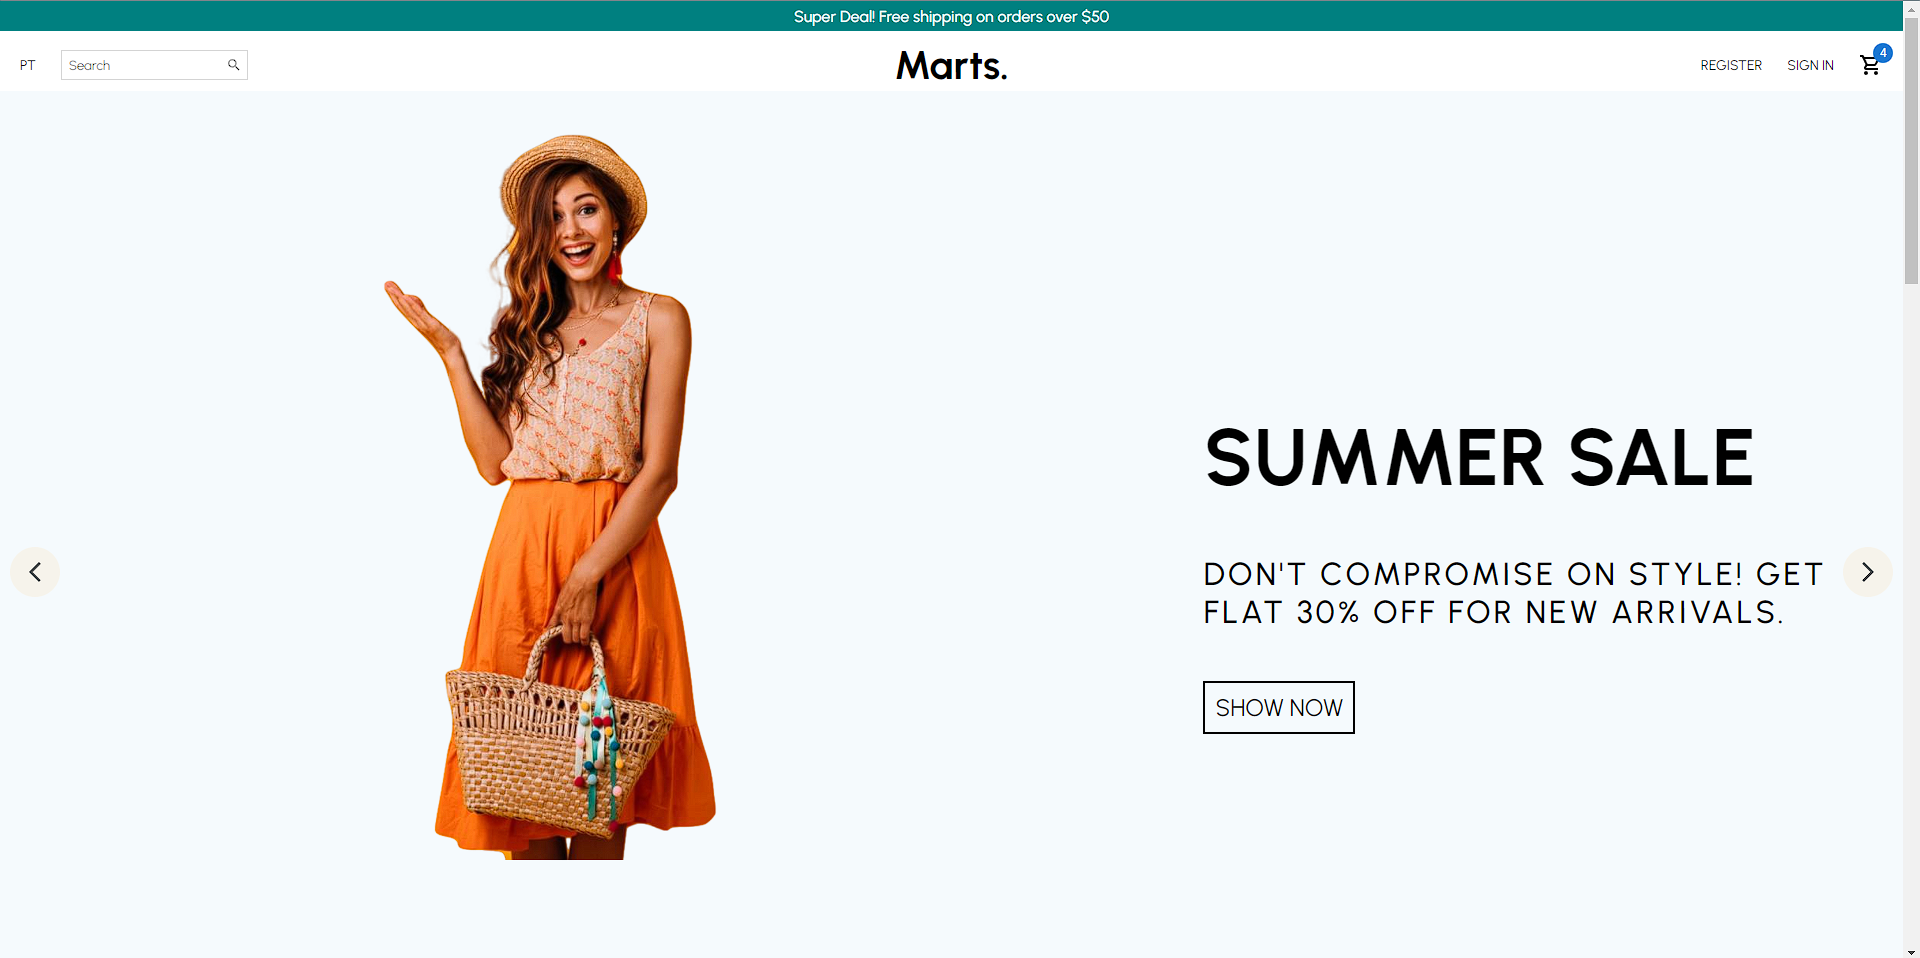 Super Deal! Free shipping on orders over $50
PT
Search
Marts.
REGISTER
SIGN IN
4
SUMMER SALE
DON'T COMPROMISE ON STYLE! GET
FLAT 30% OFF FOR NEW ARRIVALS.
SHOW NOW